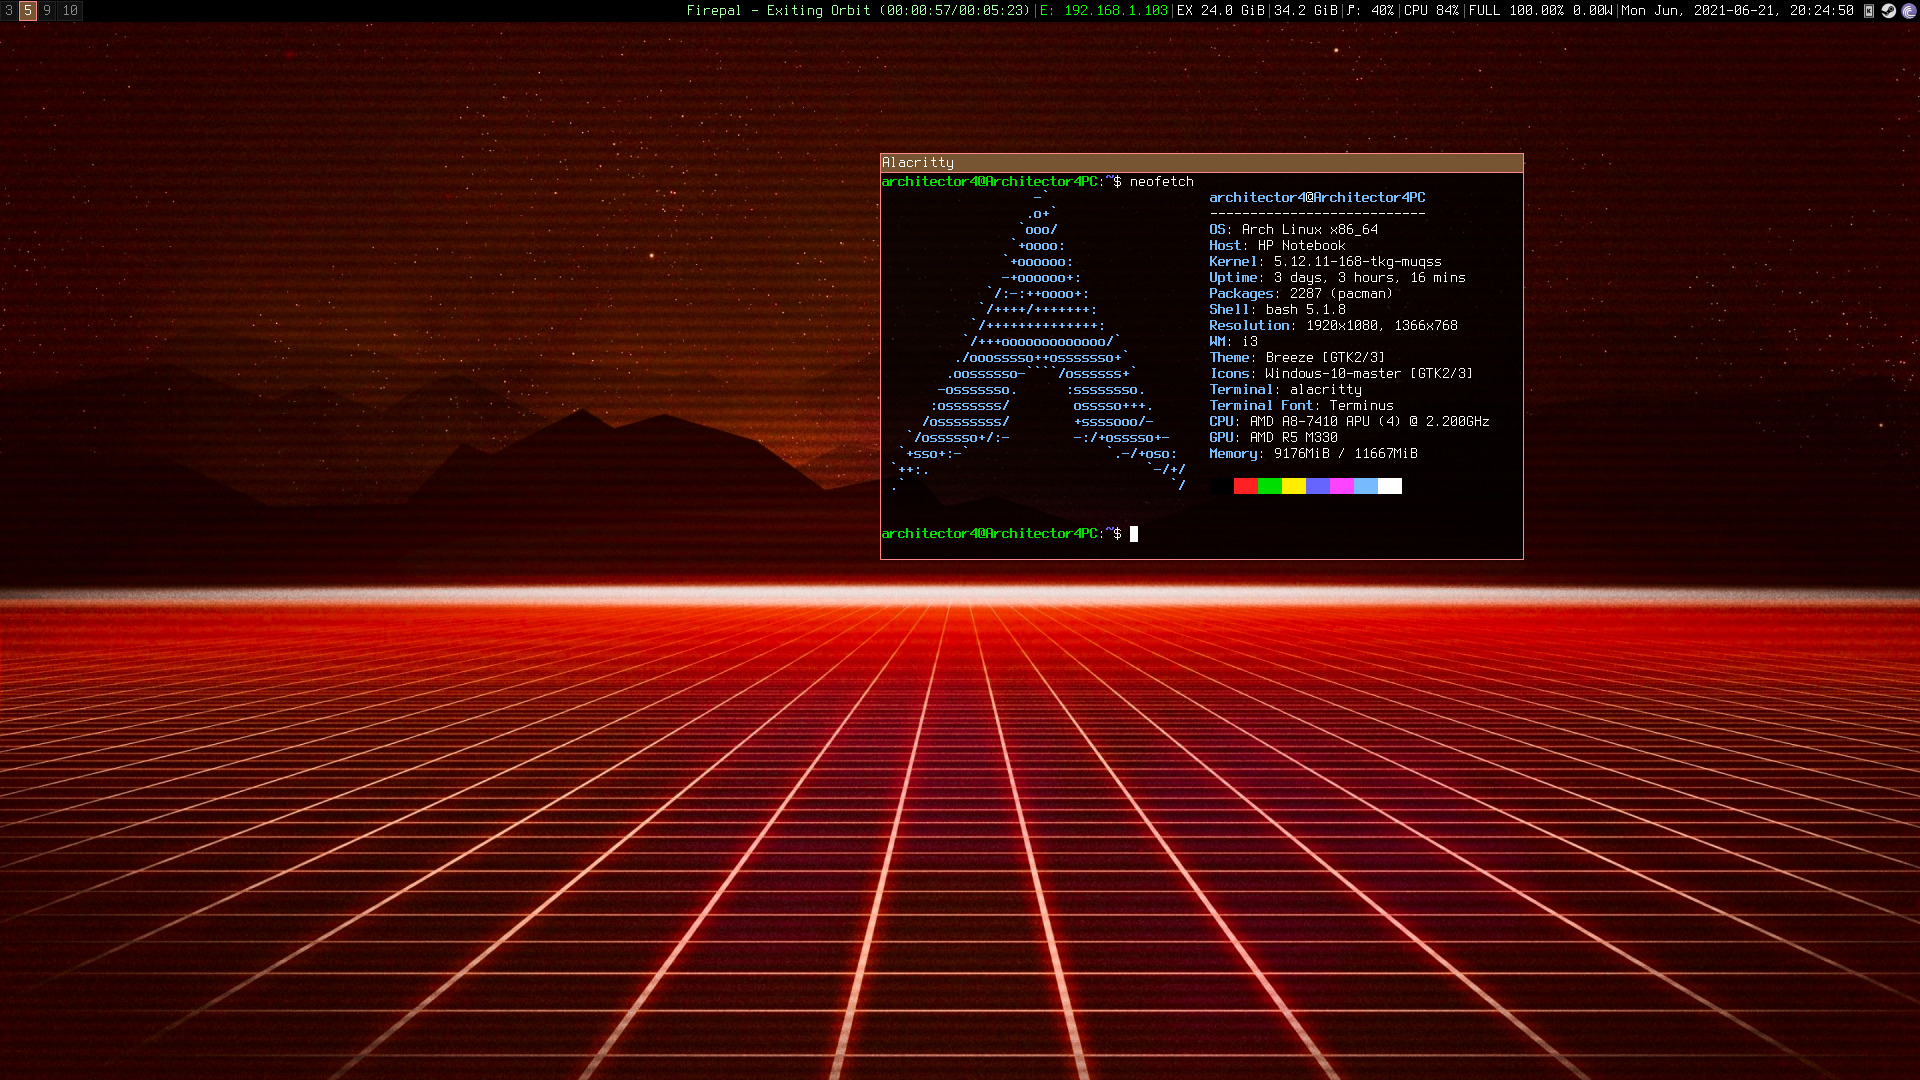 3 5 9 10 Firepal - Exiting Orbit (00:00:57/00:05:23)|E: 192.168.1.103|EX 24.0 GiB|34.2 GiB|♪: 40%|CPU 84%|FULL 100.00% 0.00W|Mon Jun, 2021-06-21, 20:24:50
Alacritty
architector4@Architector4PC:~$ neofetch
-` architector4@Architector4PC
.o+` ---------------------------
`ooo/ OS: Arch Linux x86_64
`+oooo: Host: HP Notebook
`+oooooo: Kernel: 5.12.11-168-tkg-muqss
-+oooooo+: Uptime: 3 days, 3 hours, 16 mins
`/:-:++oooo+: Packages: 2287 (pacman)
`/++++/+++++++: Shell: bash 5.1.8
`/++++++++++++++: Resolution: 1920x1080, 1366x768
`/+++ooooooooooooo/` WM: i3
./ooosssso++osssssso+` Theme: Breeze [GTK2/3]
.oossssso-````/ossssss+` Icons: Windows-10-master [GTK2/3]
-osssssso. :ssssssso. Terminal: alacritty
:osssssss/ osssso+++. Terminal Font: Terminus
/ossssssss/ +ssssooo/- CPU: AMD A8-7410 APU (4) @ 2.200GHz
`/ossssso+/:- -:/+osssso+- GPU: AMD R5 M330
`+sso+:-` `.-/+oso: Memory: 9176MiB / 11667MiB
`++:. `-/+/
.` `/
architector4@Architector4PC:~$